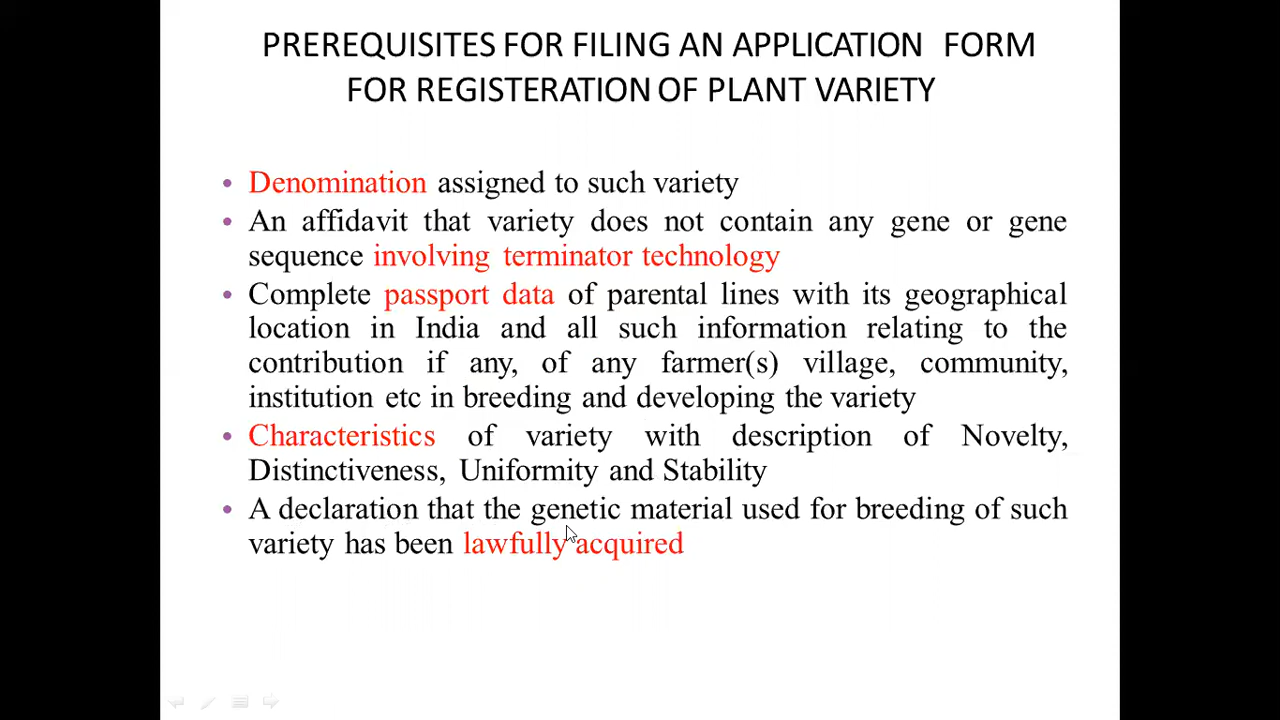 PREREQUISITES FOR FILING AN APPLICATION FORM
FOR REGISTERATION OF PLANT VARIETY
• Denomination assigned to such variety
• An affidavit that variety does not contain any gene or gene
sequence involving terminator technology
• Complete passport data of parental lines with its geographical
location in India and all such information relating to the
contribution if any, of any farmer(s) village, community,
institution etc in breeding and developing the variety
• Characteristics of variety with description of Novelty,
Distinctiveness, Uniformity and Stability
• A declaration that the genetic material used for breeding of such
variety has been lawfully acquired